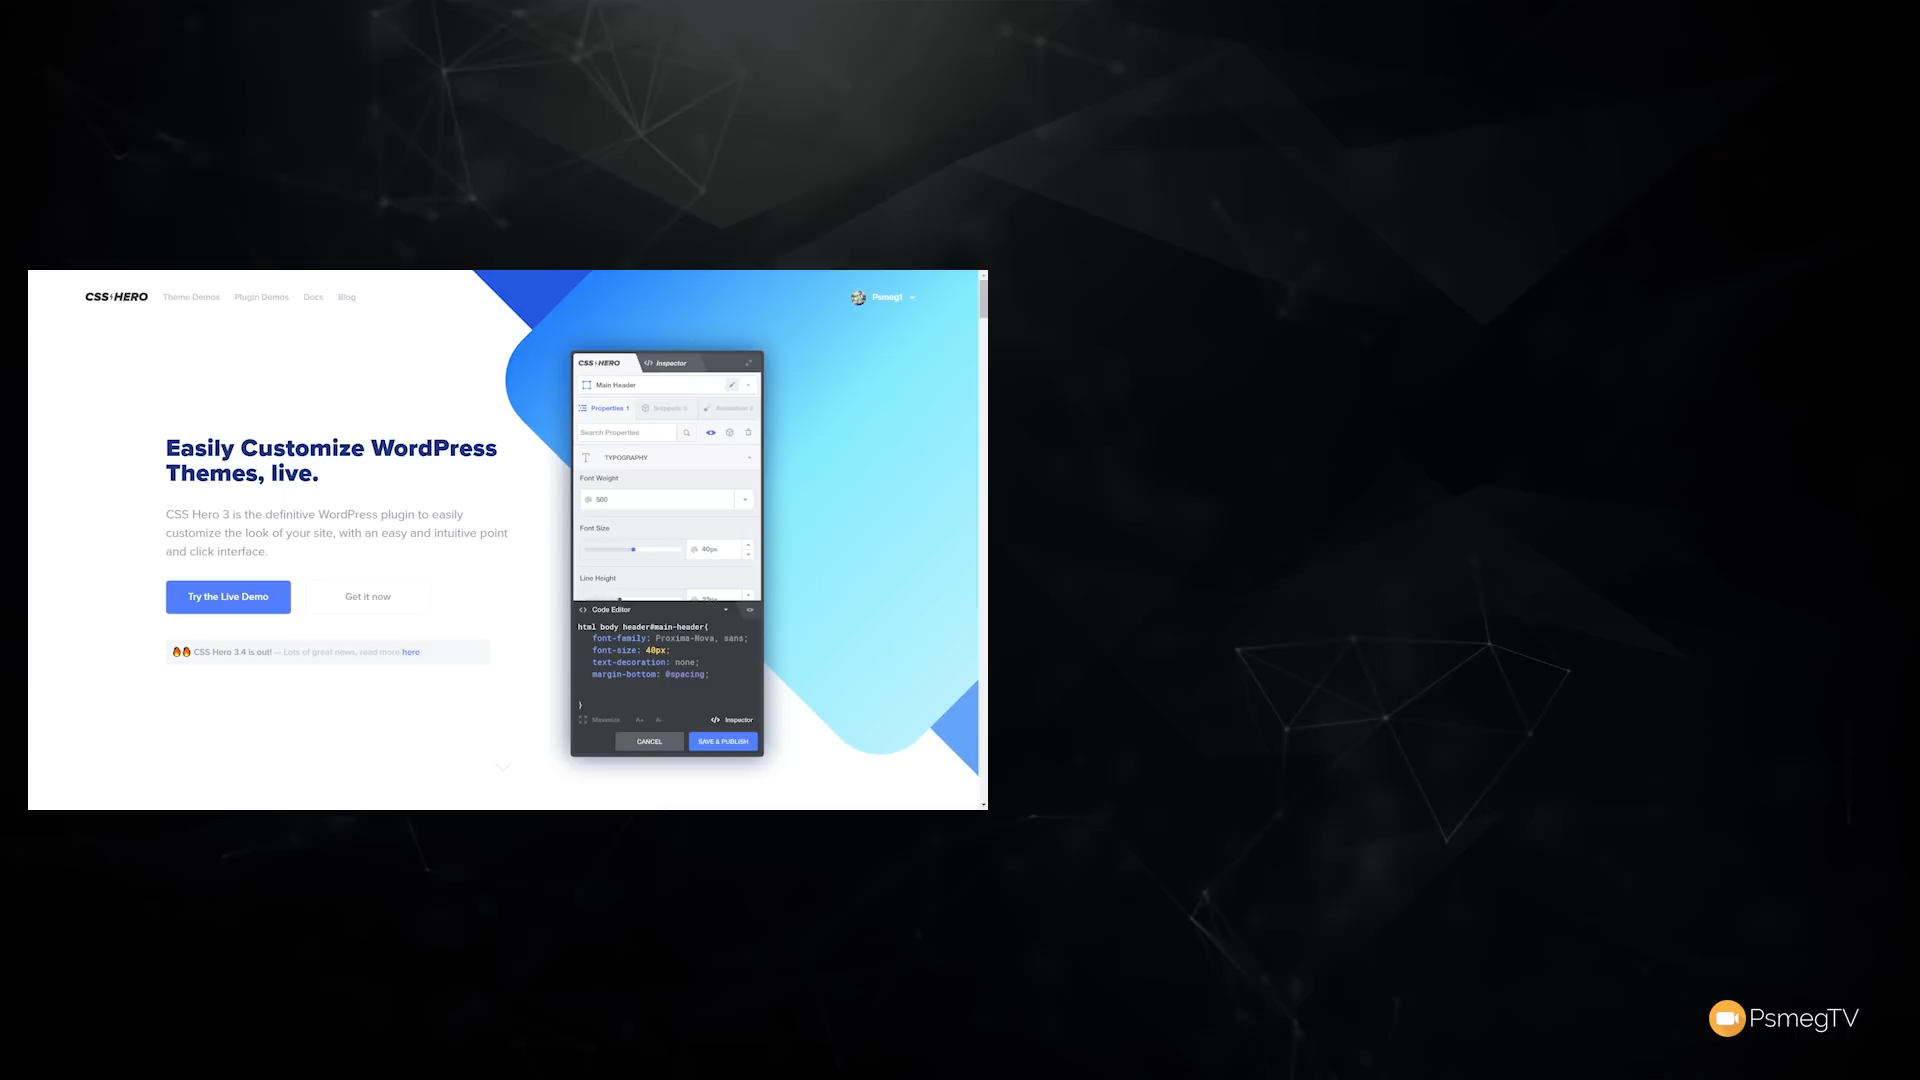 CSS HERO Theme Demos Plugin Demos Docs Blog Psmeg1
Easily Customize WordPress
Themes, live.
CSS Hero 3 is the definitive WordPress plugin to easily
customize the look of your site, with an easy and intuitive point
and click interface.
Try the Live Demo Get it now
🔥🔥 CSS Hero 3.4 is out! — Lots of great news, read more here
CSS HERO </> Inspector
Main Header
Properties 1 Snippets 5 Animation 2
Search Properties
TYPOGRAPHY
Font Weight
@ 500
Font Size
@ 40px
Line Height
<> Code Editor
html body header#main-header{
font-family: Proxima-Nova, sans;
font-size: 40px;
text-decoration: none;
margin-bottom: @spacing;
}
Maximize A+ A- </> Inspector
CANCEL SAVE & PUBLISH
PsmegTV